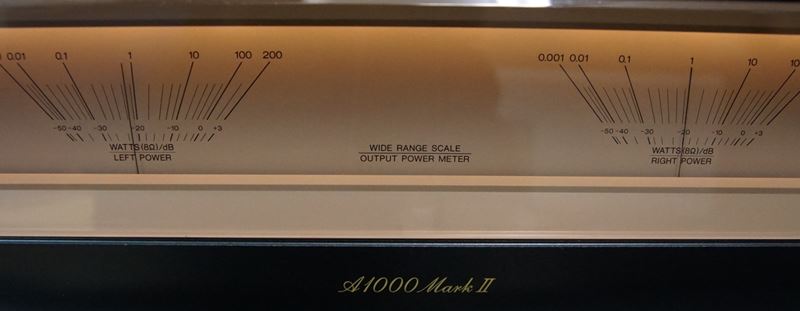 0.01 0.1 1 10 100 200
-50 -40 -30 -20 -10 0 +3
WATTS(8Ω)/dB
LEFT POWER
WIDE RANGE SCALE
OUTPUT POWER METER
0.001 0.01 0.1 1 10
-50 -40 -30 -20 -10 0 +3
WATTS(8Ω)/dB
RIGHT POWER
A1000 Mark II